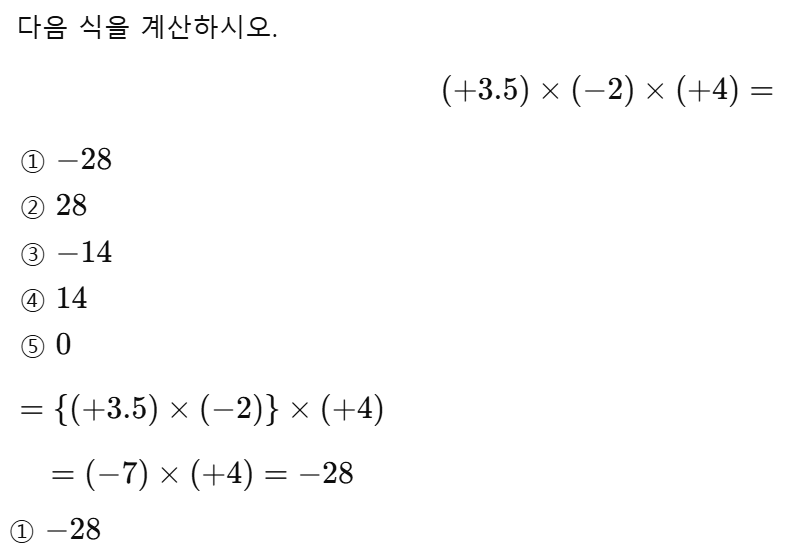 다음 식을 계산하시오.
(+3.5) × (−2) × (+4) =
① −28
② 28
③ −14
④ 14
⑤ 0
= {(+3.5) × (−2)} × (+4)
= (−7) × (+4) = −28
① −28